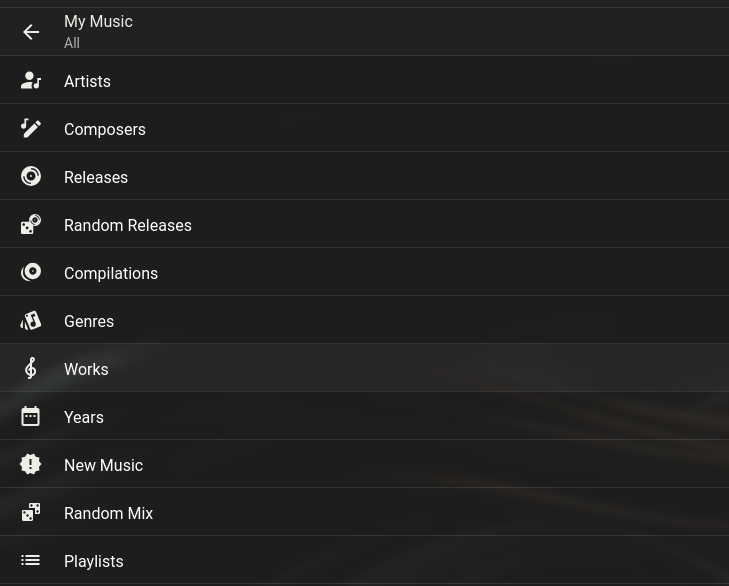 My Music
All
Artists
Composers
Releases
Random Releases
Compilations
Genres
Works
Years
New Music
Random Mix
Playlists